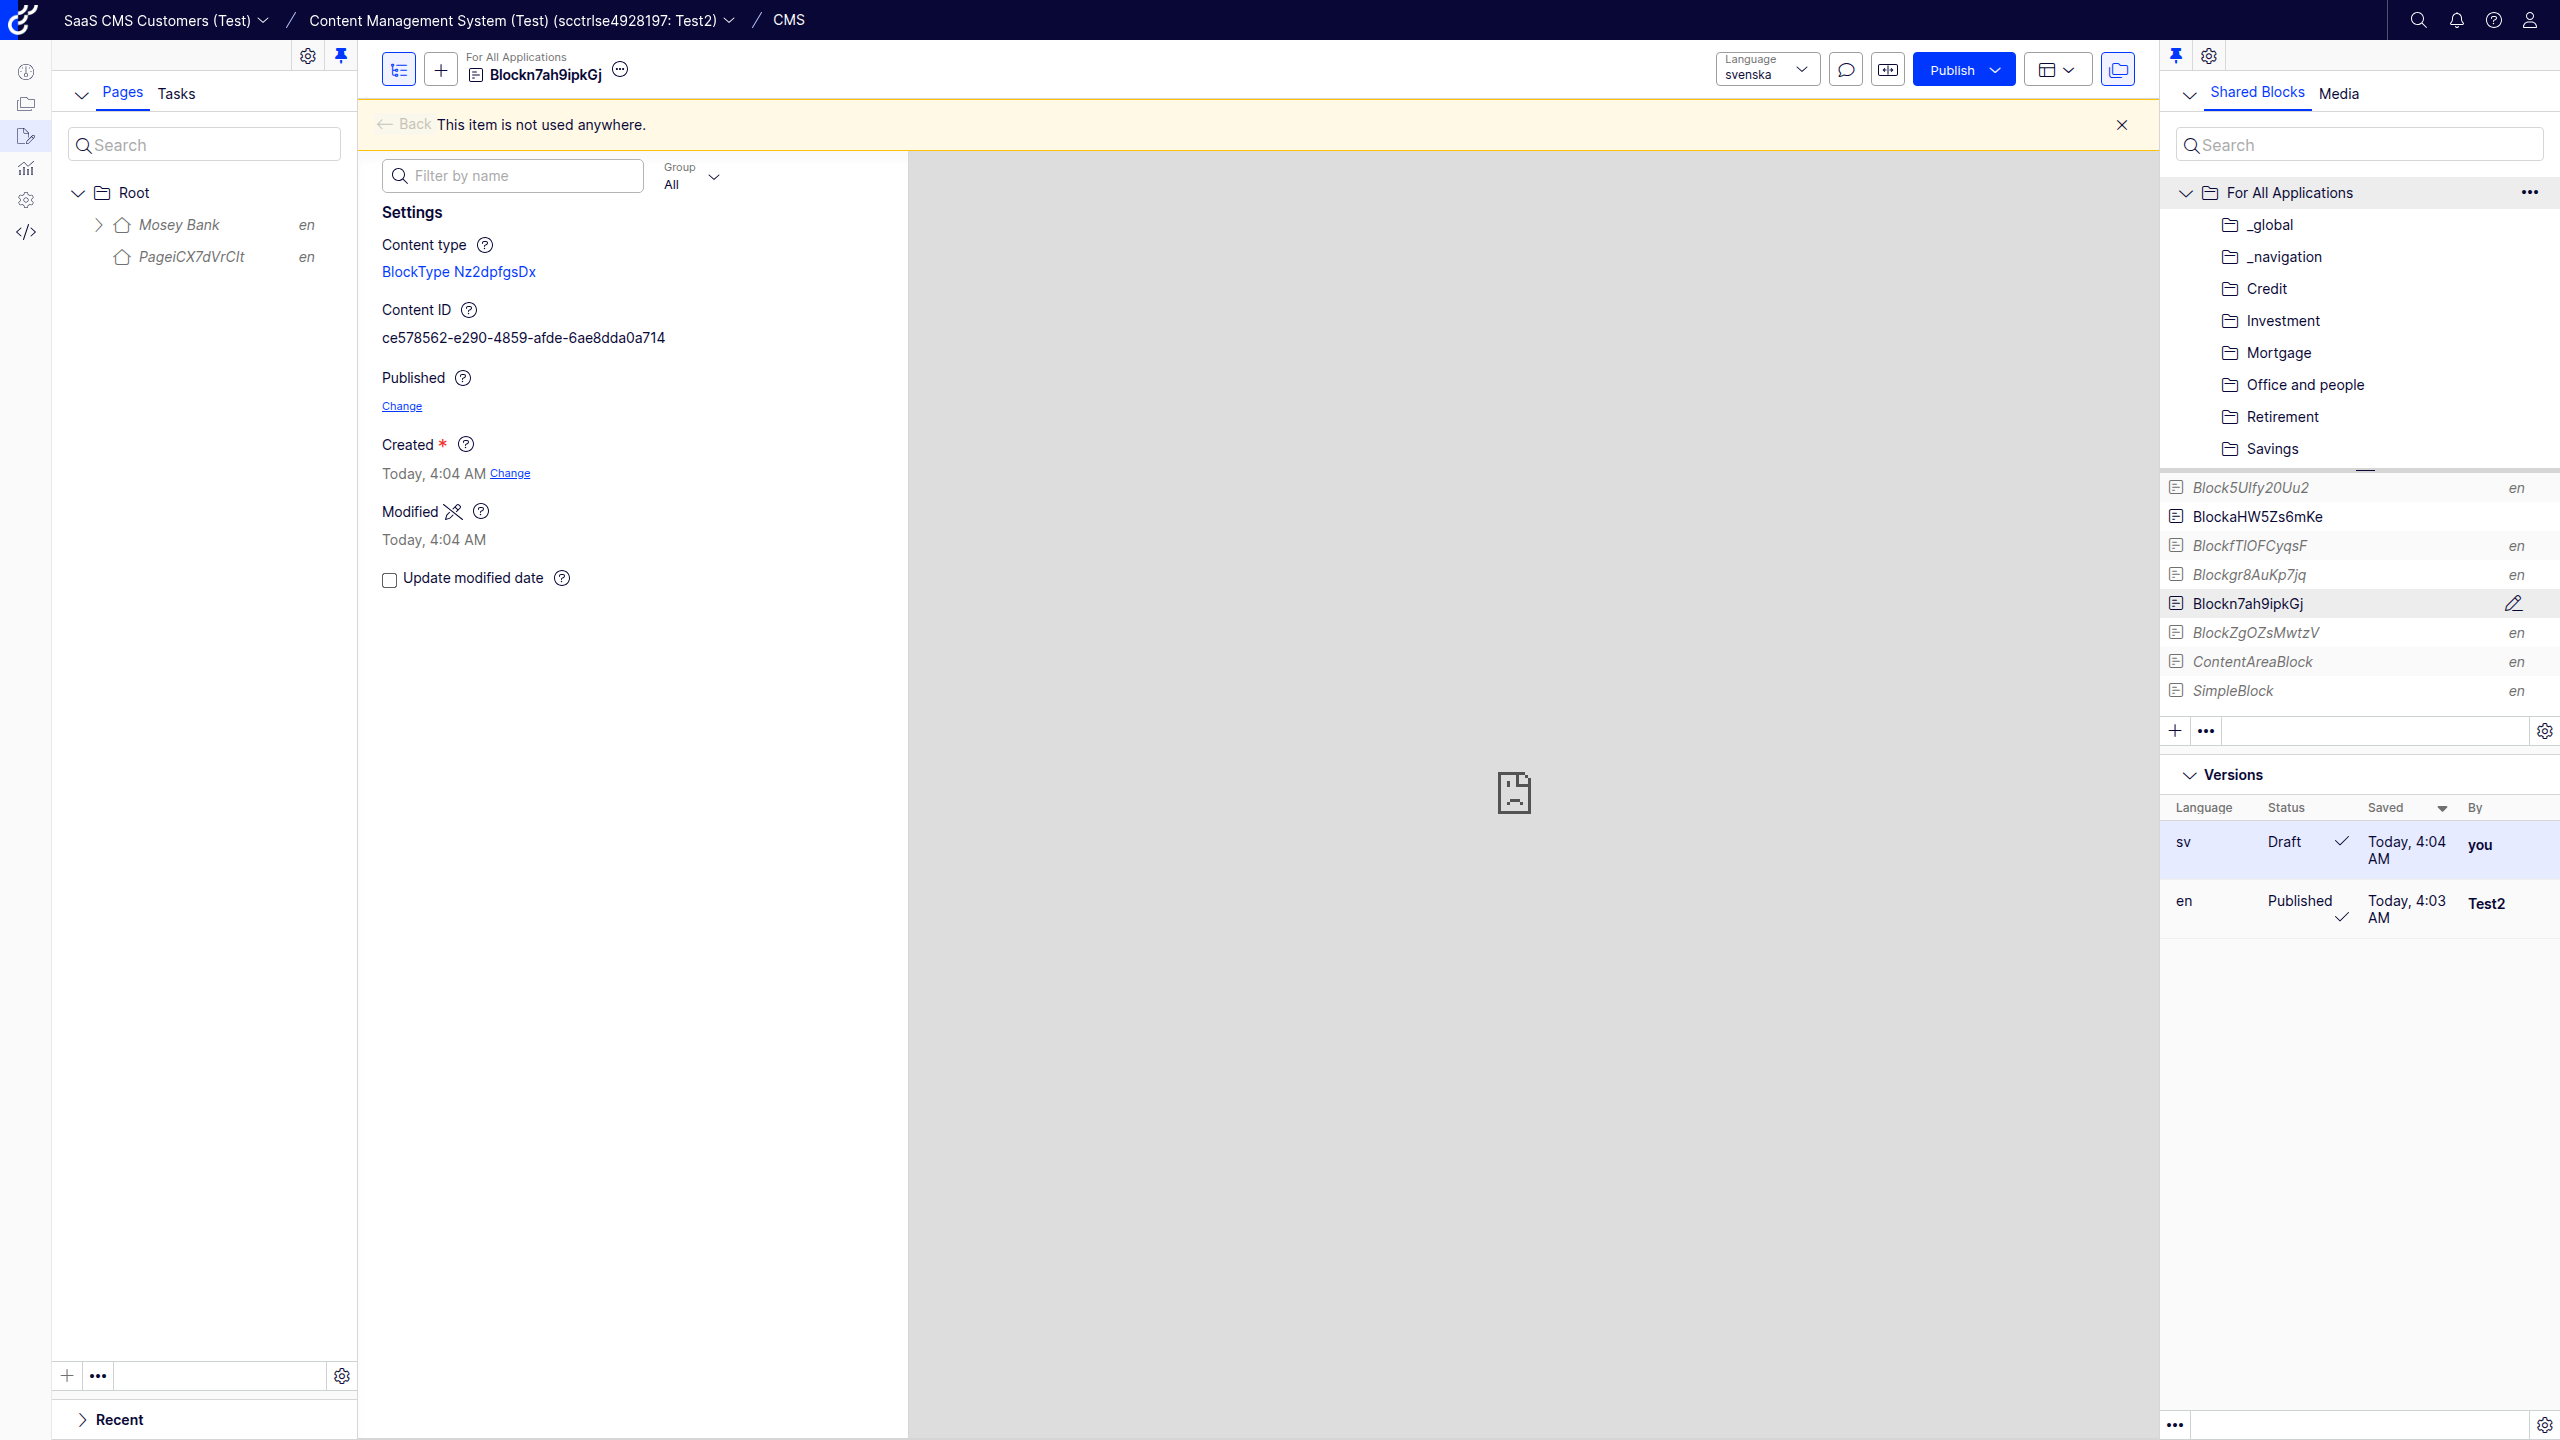 SaaS CMS Customers (Test)
Content Management System (Test) (scctrlse4928197: Test2)
CMS
Pages
Tasks
Search
Root
Mosey Bank en
PageiCX7dVrClt en
Recent
For All Applications
Blockn7ah9ipkGj
Language
svenska
Publish
Back This item is not used anywhere.
Filter by name
Group
All
Settings
Content type
BlockType Nz2dpfgsDx
Content ID
ce578562-e290-4859-afde-6ae8dda0a714
Published
Change
Created *
Today, 4:04 AM Change
Modified
Today, 4:04 AM
Update modified date
Shared Blocks
Media
Search
For All Applications
_global
_navigation
Credit
Investment
Mortgage
Office and people
Retirement
Savings
Block5Ulfy20Uu2 en
BlockaHW5Zs6mKe
BlockfTlOFCyqsF en
Blockgr8AuKp7jq en
Blockn7ah9ipkGj
BlockZgOZsMwtzV en
ContentAreaBlock en
SimpleBlock en
Versions
Language Status Saved By
sv Draft Today, 4:04 AM you
en Published Today, 4:03 AM Test2